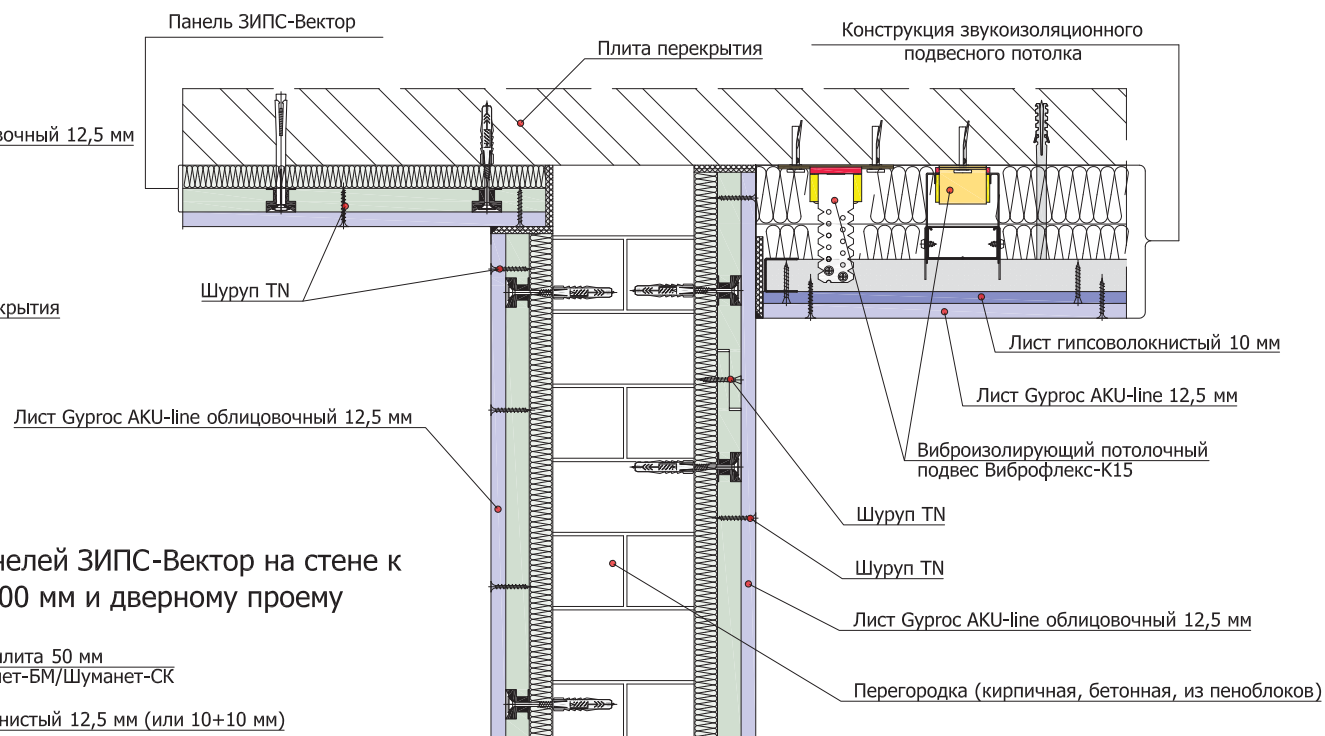 Панель ЗИПС-Вектор
Плита перекрытия
Конструкция звукоизоляционного
подвесного потолка
12,5 мм
Шуруп TN
Лист гипсоволокнистый 10 мм
Лист Gyproc AKU-line 12,5 мм
Лист Gyproc AKU-line облицовочный 12,5 мм
Виброизолирующий потолочный
подвес Виброфлекс-К15
Шуруп TN
Шуруп TN
нелей ЗИПС-Вектор на стене к
00 мм и дверному проему
Лист Gyproc AKU-line облицовочный 12,5 мм
плита 50 мм
нет-БМ/Шуманет-СК
Перегородка (кирпичная, бетонная, из пеноблоков)
нистый 12,5 мм (или 10+10 мм)